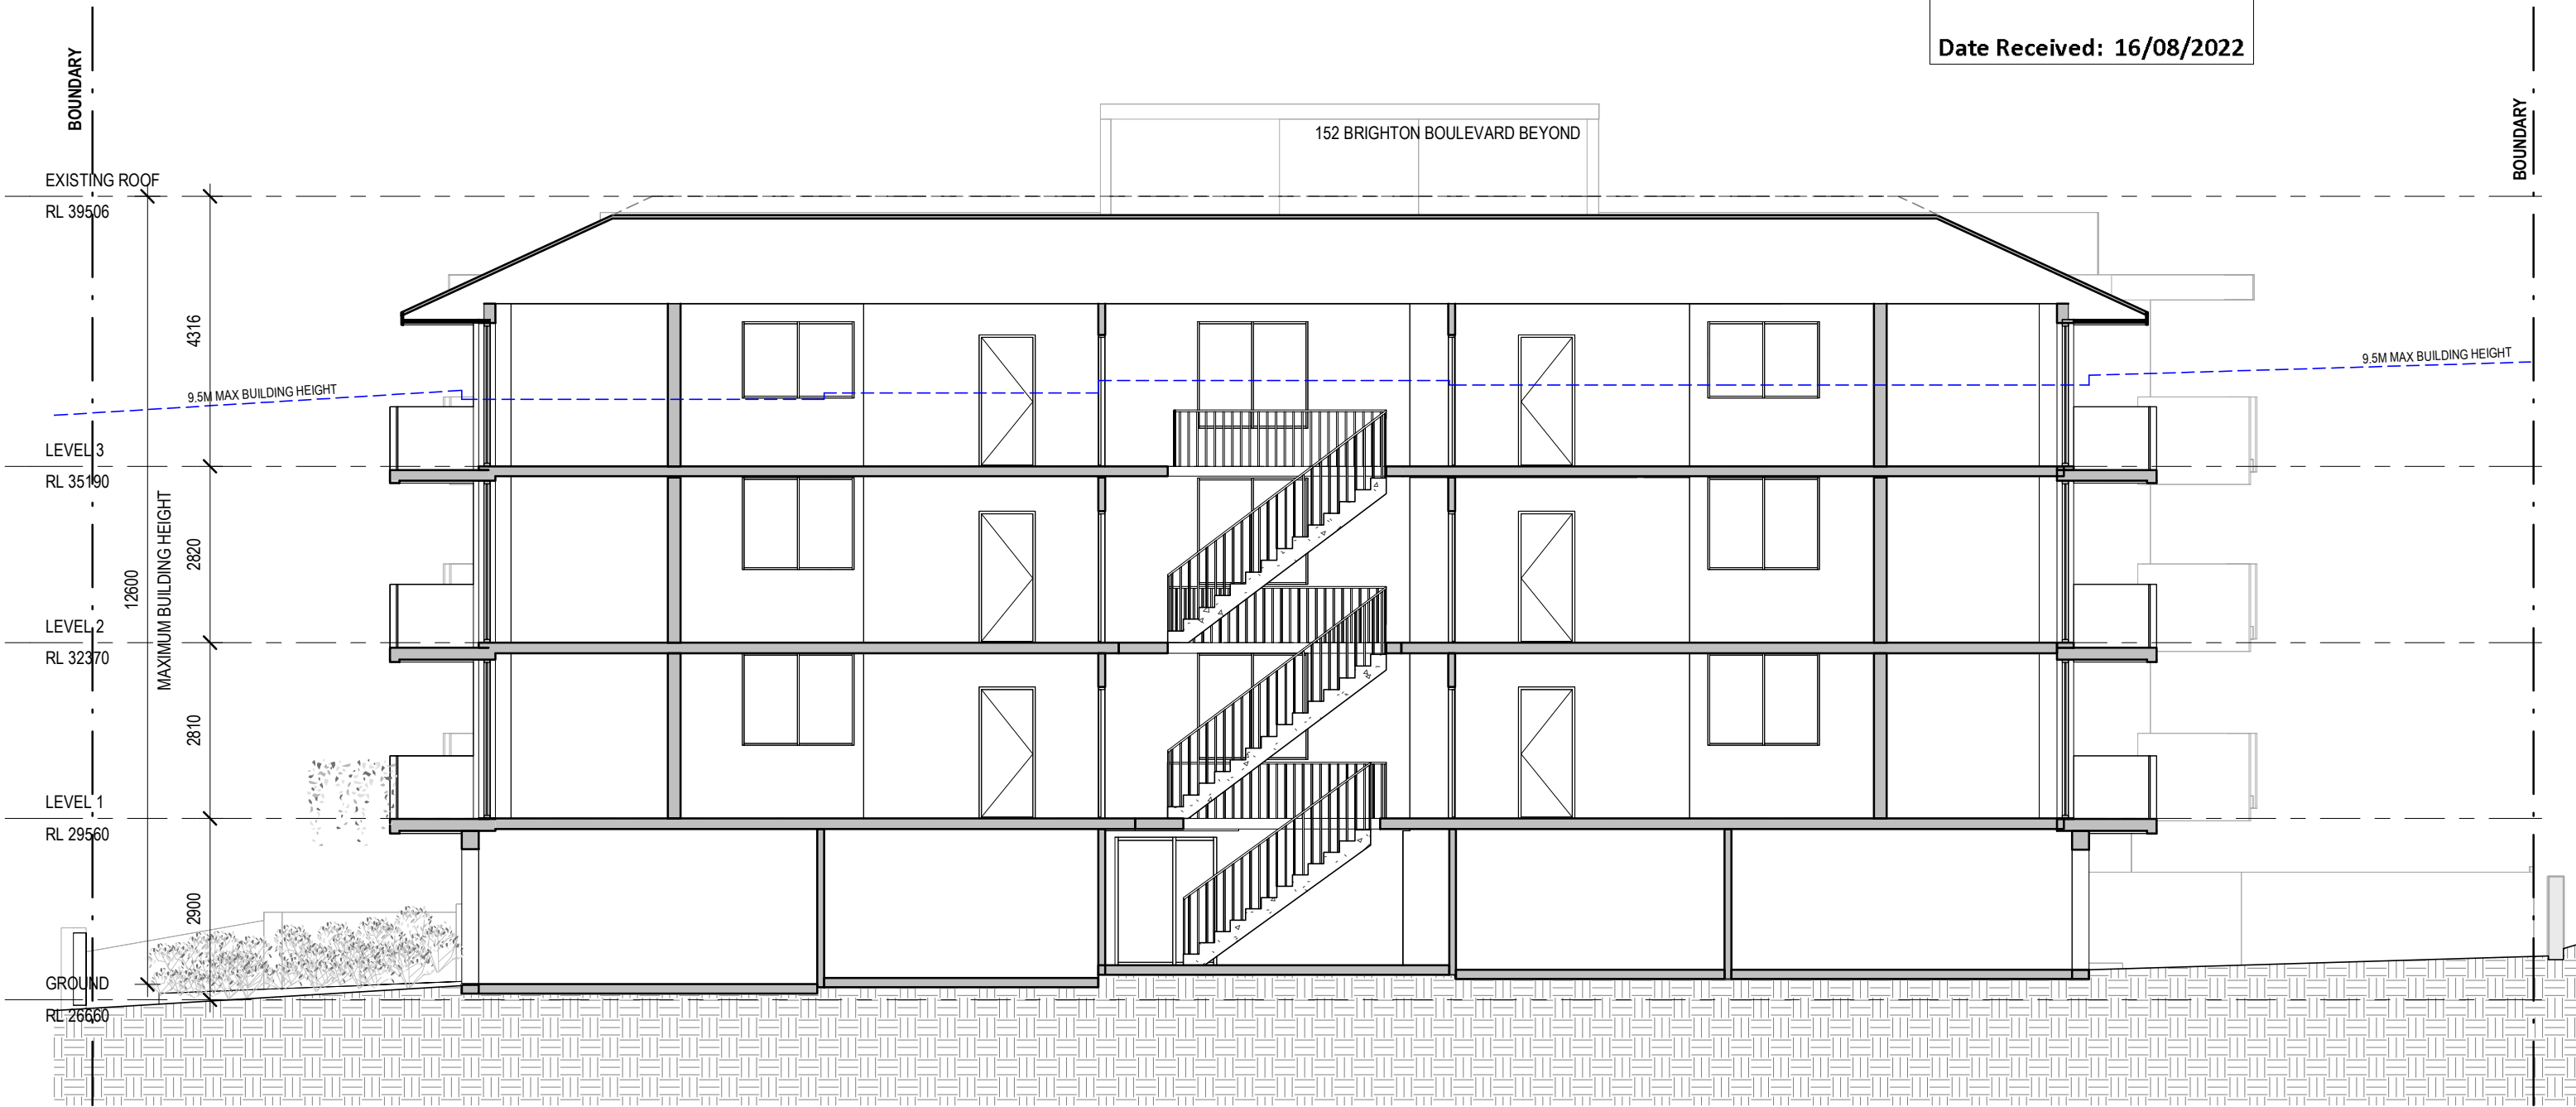 Date Received: 16/08/2022
BOUNDARY
BOUNDARY
152 BRIGHTON BOULEVARD BEYOND
EXISTING ROOF
RL 39506
4316
9.5M MAX BUILDING HEIGHT
9.5M MAX BUILDING HEIGHT
LEVEL 3
RL 35190
2820
12600
MAXIMUM BUILDING HEIGHT
LEVEL 2
RL 32370
2810
LEVEL 1
RL 29560
2900
GROUND
RL 26660